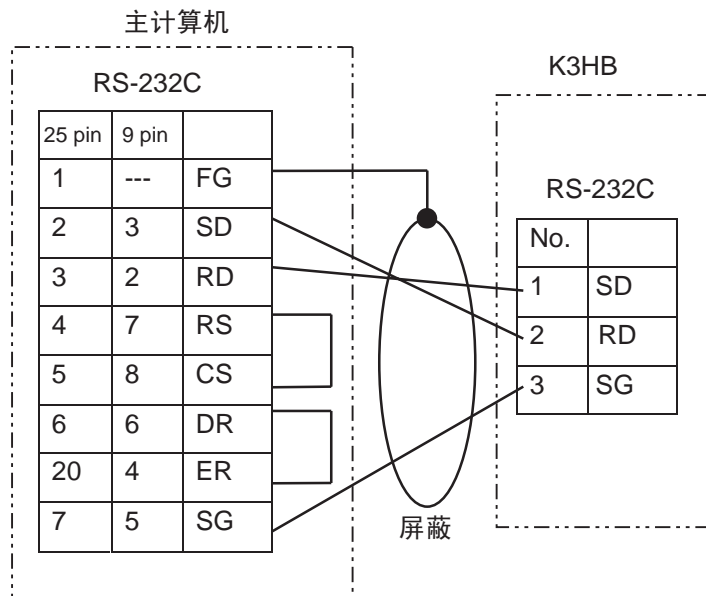 主计算机
RS-232C
25 pin 9 pin
1 --- FG
2 3 SD
3 2 RD
4 7 RS
5 8 CS
6 6 DR
20 4 ER
7 5 SG
屏蔽
K3HB
RS-232C
No.
1 SD
2 RD
3 SG